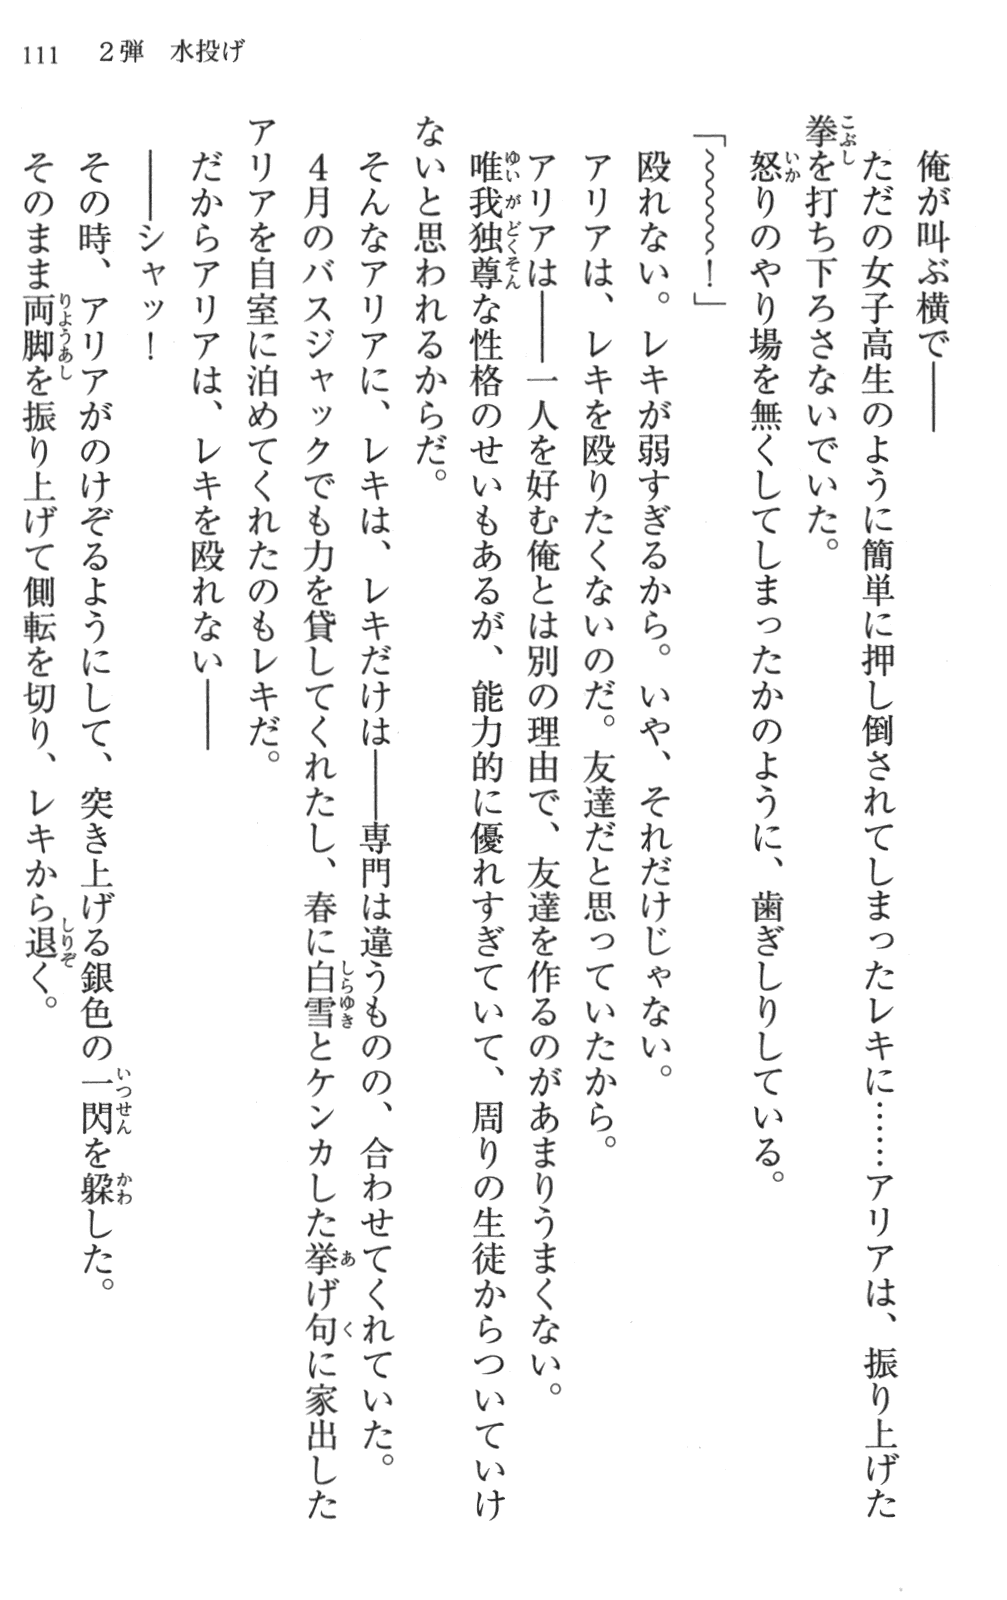 111　2弾　水投げ
俺が叫ぶ横で――
ただの女子高生のように簡単に押し倒されてしまったレキに……アリアは、振り上げた
拳を打ち下ろさないでいた。
怒りのやり場を無くしてしまったかのように、歯ぎしりしている。
「～～～～！」
殴れない。レキが弱すぎるから。いや、それだけじゃない。
アリアは、レキを殴りたくないのだ。友達だと思っていたから。
アリアは――一人を好む俺とは別の理由で、友達を作るのがあまりうまくない。
唯我独尊な性格のせいもあるが、能力的に優れすぎていて、周りの生徒からついていけ
ないと思われるからだ。
そんなアリアに、レキは、レキだけは――専門は違うものの、合わせてくれていた。
４月のバスジャックでも力を貸してくれたし、春に白雪とケンカした挙げ句に家出した
アリアを自室に泊めてくれたのもレキだ。
だからアリアは、レキを殴れない――
――シャッ！
その時、アリアがのけぞるようにして、突き上げる銀色の一閃を躱した。
そのまま両脚を振り上げて側転を切り、レキから退く。